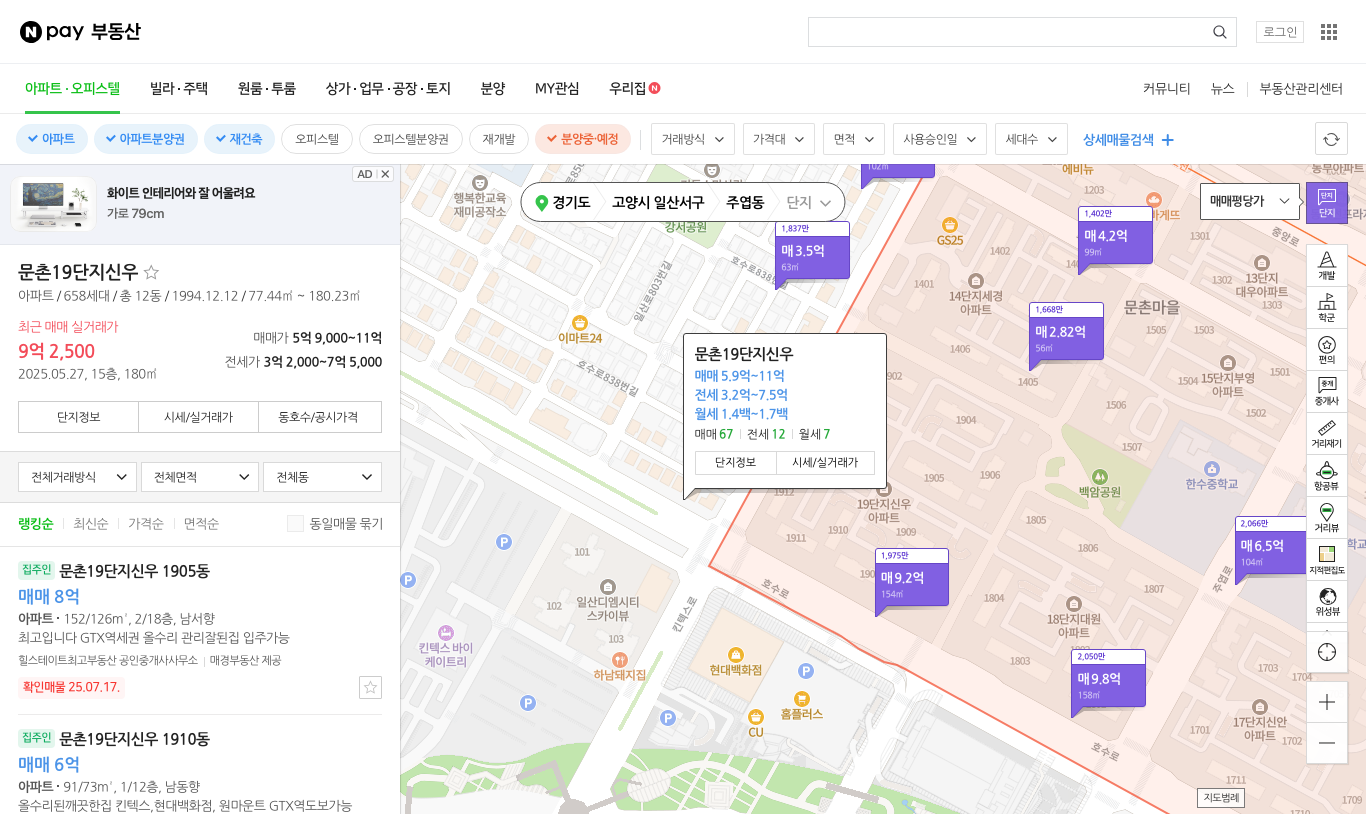 N pay 부동산
로그인
아파트·오피스텔
빌라·주택
원룸·투룸
상가·업무·공장·토지
분양
MY관심
우리집 N
커뮤니티
뉴스
부동산관리센터
아파트
아파트분양권
재건축
오피스텔
오피스텔분양권
재개발
분양중·예정
거래방식
가격대
면적
사용승인일
세대수
상세매물검색
AD
화이트 인테리어와 잘 어울려요
가로 79cm
문촌19단지신우
아파트 / 658세대 / 총 12동 / 1994.12.12 / 77.44㎡ ~ 180.23㎡
최근 매매 실거래가
9억 2,500
2025.05.27, 15층, 180㎡
매매가 5억 9,000~11억
전세가 3억 2,000~7억 5,000
단지정보
시세/실거래가
동호수/공시가격
전체거래방식
전체면적
전체동
랭킹순
최신순
가격순
면적순
동일매물 묶기
집주인 문촌19단지신우 1905동
매매 8억
아파트 · 152/126m², 2/18층, 남서향
최고입니다 GTX역세권 올수리 관리잘된집 입주가능
힐스테이트최고부동산 공인중개사사무소
매경부동산 제공
확인매물 25.07.17.
집주인 문촌19단지신우 1910동
매매 6억
아파트 · 91/73m², 1/12층, 남동향
올수리된깨끗한집 킨텍스,현대백화점, 원마운트 GTX역도보가능
경기도
고양시 일산서구
주엽동
단지
매매평당가
단지
단지
행복한교육
재미공작소
강서공원
102㎡
에비뉴
1203
GS25
1402
1401
1,402만
매4.2억
99㎡
중앙로
1,837만
매3.5억
63㎡
호수로838번길
일산로803번길
14단지세경
아파트
문촌마을
1302
13단지
대우아파트
1301
1303
1,668만
매2.82억
56㎡
1505
1503
이마트24
1406
1405
호수로838번길
문촌19단지신우
매매 5.9억~11억
전세 3.2억~7.5억
월세 1.4백~1.7백
매매 67
전세 12
월세 7
단지정보
시세/실거래가
1902
1904
1504
15단지부영
아파트
1506
1502
1501
1912
백암공원
한수중학교
19단지신우
아파트
1910
1911
1909
1907
1805
1806
2,066만
매6.5억
104㎡
1,975만
매9.2억
154㎡
주엽로
P
101
102
일산디엠시티
스카이뷰
103
킨텍스로
호수로
1804
18단지대원
아파트
1803
P
킨텍스 바이
케이트리
하남돼지집
현대백화점
P
홈플러스
CU
P
P
2,050만
매9.8억
158㎡
호수로
1703
1704
1701
17단지신안
아파트
1702
1711
1710
1709
개발
학군
편의
중개
중개사
거리재기
항공뷰
거리뷰
지적편집도
위성뷰
지도범례